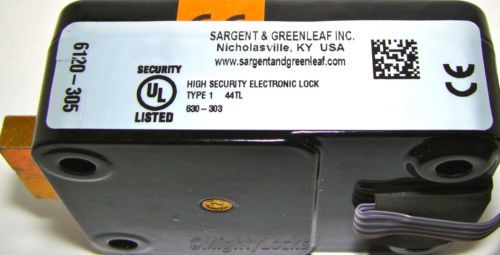 SARGENT & GREENLEAF INC.
Nicholasville, KY USA
www.sargentandgreenleaf.com
6120-305
SECURITY
UL
LISTED
HIGH SECURITY ELECTRONIC LOCK
TYPE 1 44TL
630-303
CE
©MightyLocks